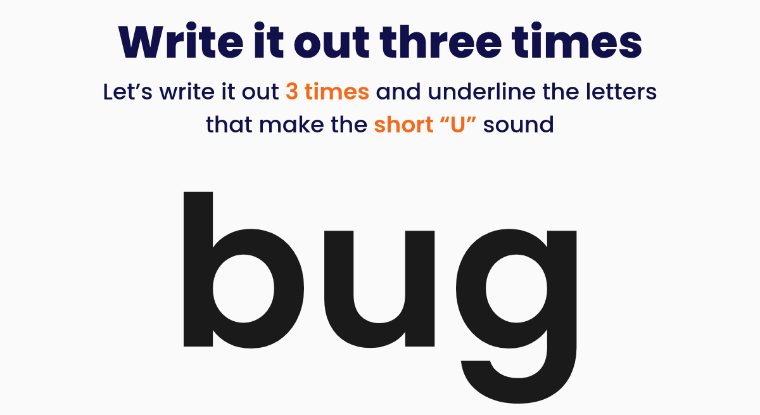 Write it out three times
Let’s write it out 3 times and underline the letters
that make the short “U” sound
bug